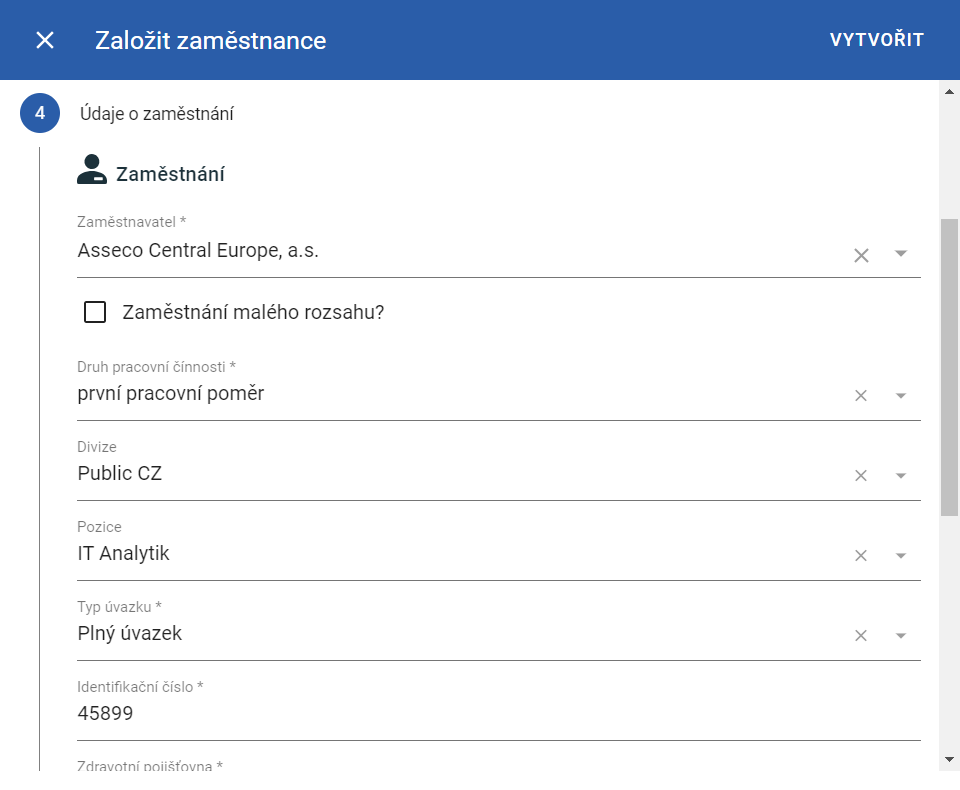 Založit zaměstnance
VYTVOŘIT
4
Údaje o zaměstnání
Zaměstnání
Zaměstnavatel *
Asseco Central Europe, a.s.
Zaměstnání malého rozsahu?
Druh pracovní čínnosti *
první pracovní poměr
Divize
Public CZ
Pozice
IT Analytik
Typ úvazku *
Plný úvazek
Identifikační číslo *
45899
Zdravotní pojišťovna *